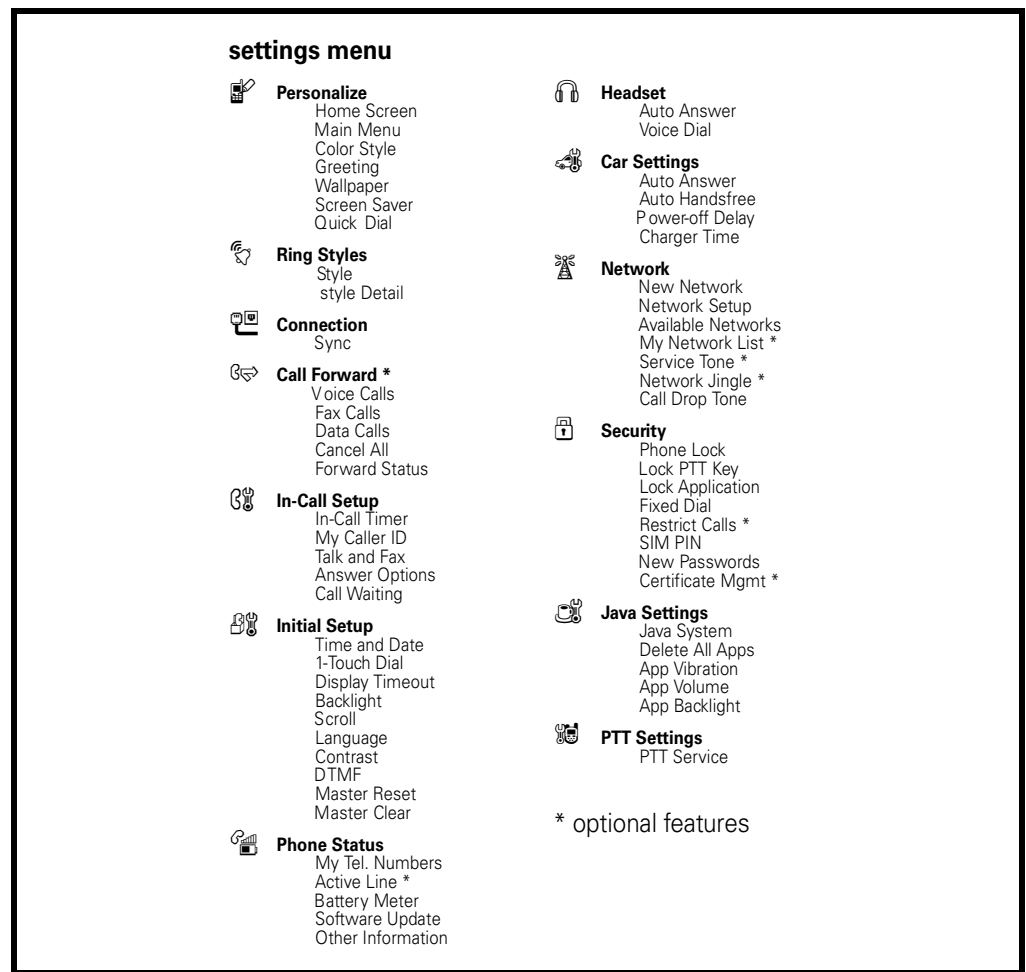 settings menu
Personalize
Home Screen
Main Menu
Color Style
Greeting
Wallpaper
Screen Saver
Quick Dial
Ring Styles
Style
style Detail
Connection
Sync
Call Forward *
Voice Calls
Fax Calls
Data Calls
Cancel All
Forward Status
In-Call Setup
In-Call Timer
My Caller ID
Talk and Fax
Answer Options
Call Waiting
Initial Setup
Time and Date
1-Touch Dial
Display Timeout
Backlight
Scroll
Language
Contrast
DTMF
Master Reset
Master Clear
Phone Status
My Tel. Numbers
Active Line *
Battery Meter
Software Update
Other Information
Headset
Auto Answer
Voice Dial
Car Settings
Auto Answer
Auto Handsfree
Power-off Delay
Charger Time
Network
New Network
Network Setup
Available Networks
My Network List *
Service Tone *
Network Jingle *
Call Drop Tone
Security
Phone Lock
Lock PTT Key
Lock Application
Fixed Dial
Restrict Calls *
SIM PIN
New Passwords
Certificate Mgmt *
Java Settings
Java System
Delete All Apps
App Vibration
App Volume
App Backlight
PTT Settings
PTT Service
* optional features